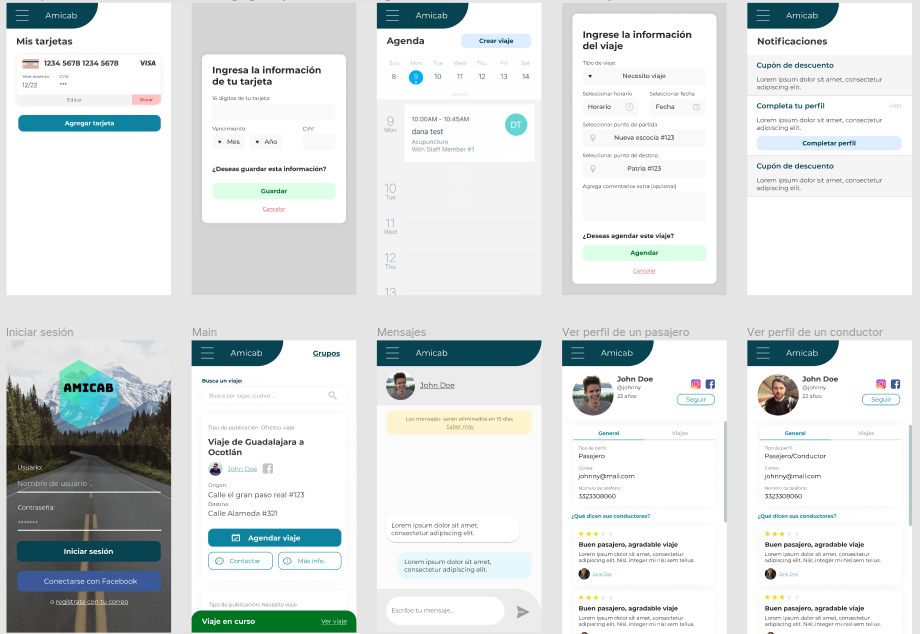 Amicab
Mis tarjetas
1234 5678 1234 5678
VISA
Vencimiento:
CVV:
12/22
***
Editar
Borrar
Agregar tarjeta
Ingresa la información
de tu tarjeta
16 dígitos de tu tarjeta:
Vencimiento:
CVV:
Mes
Año
¿Deseas guardar esta información?
Guardar
Cancelar
Amicab
Agenda
Crear viaje
Sun Mon Tue Wed Thu Fri Sat
8 9 10 11 12 13 14
9
Mon
10:00AM - 10:45AM
dana test
Acupuncture
With Staff Member #1
DT
10
Tue
11
Wed
12
Thu
13
Ingrese la información
del viaje
Tipo de viaje:
Necesito viaje
Seleccionar horario
Seleccionar fecha
Horario
Fecha
Seleccionar punto de partida
Nueva escocia #123
Seleccionar punto de destino
Patria #123
Agrega comentarios extra (opcional)
¿Deseas agendar este viaje?
Agendar
Cancelar
Amicab
Notificaciones
Cupón de descuento
Lorem ipsum dolor sit amet, consectetur
adipiscing elit.
Completa tu perfil
visto
Lorem ipsum dolor sit amet, consectetur
adipiscing elit.
Completar perfil
Cupón de descuento
Lorem ipsum dolor sit amet, consectetur
adipiscing elit.
Iniciar sesión
AMICAB
Usuario:
Nombre de usuario
Contraseña:
*******
Iniciar sesión
Conectarse con Facebook
o regístrate con tu correo
Main
Amicab
Grupos
Busca un viaje:
Busca por lugar, ciudad ...
Tipo de publicación: Ofrezco viaje
Viaje de Guadalajara a
Ocotlán
John Doe
Origen:
Calle el gran paso real #123
Destino:
Calle Alameda #321
Agendar viaje
Contactar
Más info.
Tipo de publicación: Necesito viaje
Viaje en curso
Ver viaje
Mensajes
Amicab
John Doe
Los mensajes serán eliminados en 15 días
Saber más
Lorem ipsum dolor sit amet,
consectetur adipiscing elit.
Lorem ipsum dolor sit amet,
consectetur adipiscing elit.
Escribe tu mensaje...
Ver perfil de un pasajero
Amicab
John Doe
@johnny
23 años
Seguir
General
Viajes
Tipo de perfil:
Pasajero
Correo:
johnny@mail.com
Número de teléfono:
3323308060
¿Qué dicen sus conductores?
Buen pasajero, agradable viaje
Lorem ipsum dolor sit amet, consectetur
adipiscing elit. Nisl, integer mi nisl sem tellus.
Jane Doe
Buen pasajero, agradable viaje
Lorem ipsum dolor sit amet, consectetur
adipiscing elit. Nisl, integer mi nisl sem tellus.
Ver perfil de un conductor
Amicab
John Doe
@johnny
23 años
Seguir
General
Viajes
Tipo de perfil:
Pasajero/Conductor
Correo:
johnny@mail.com
Número de teléfono:
3323308060
¿Qué dicen sus conductores?
Buen pasajero, agradable viaje
Lorem ipsum dolor sit amet, consectetur
adipiscing elit. Nisl, integer mi nisl sem tellus.
Jane Doe
Buen pasajero, agradable viaje
Lorem ipsum dolor sit amet, consectetur
adipiscing elit. Nisl, integer mi nisl sem tellus.